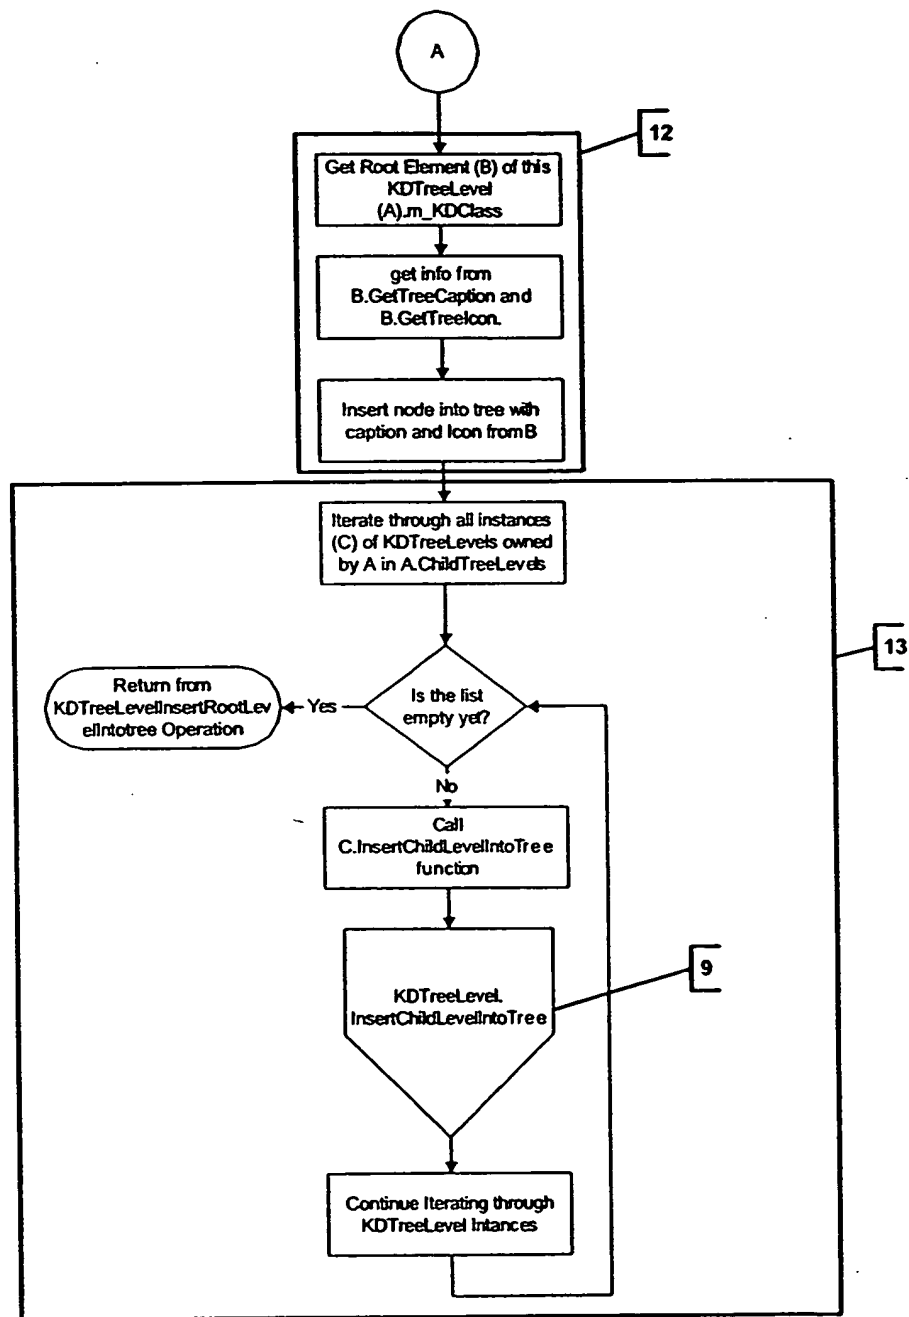 A
12
Get Root Element (B) of this
KDTreeLevel
(A).m_KDClass
get info from
B.GetTreeCaption and
B.GetTreeIcon.
Insert node into tree with
caption and Icon from B
Iterate through all instances
(C) of KDTreeLevels owned
by A in A.ChildTreeLevels
13
Return from
KDTreeLevelInsertRootLev
elIntotree Operation
Yes
Is the list
empty yet?
No
Call
C.InsertChildLevelIntoTree
function
9
KDTreeLevel.
InsertChildLevelIntoTree
Continue Iterating through
KDTreeLevel Intances